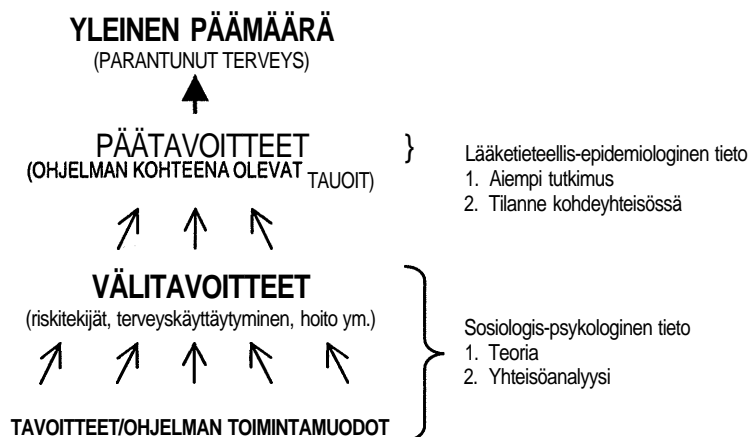 YLEINEN PÄÄMÄÄRÄ
(PARANTUNUT TERVEYS)
PÄÄTAVOITTEET
(OHJELMAN KOHTEENA OLEVAT TAUOIT)
}
Lääketieteellis-epidemiologinen tieto
1. Aiempi tutkimus
2. Tilanne kohdeyhteisössä
VÄLITAVOITTEET
(riskitekijät, terveyskäyttäytyminen, hoito ym.)
Sosiologis-psykologinen tieto
1. Teoria
2. Yhteisöanalyysi
TAVOITTEET/OHJELMAN TOIMINTAMUODOT